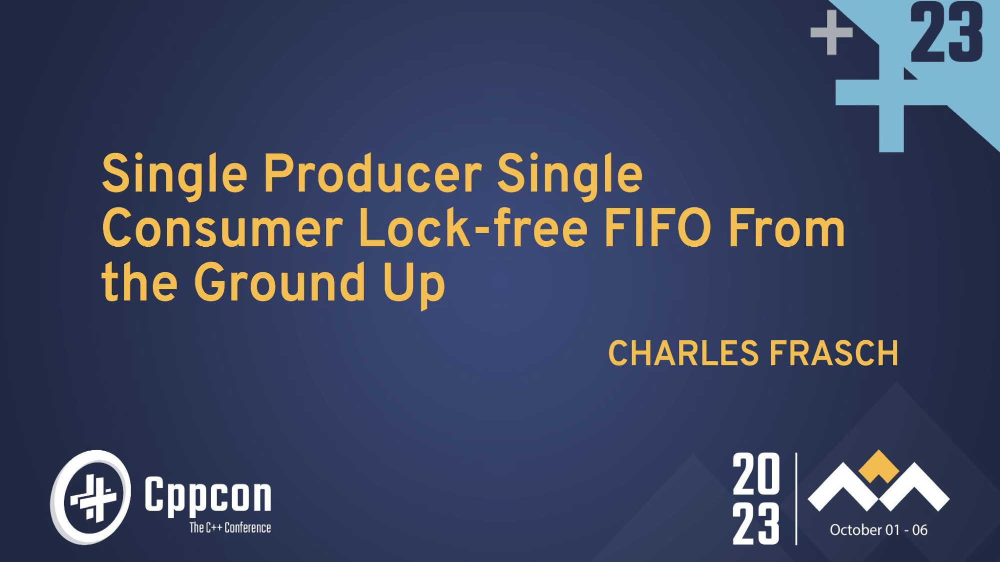 23
Single Producer Single
Consumer Lock-free FIFO From
the Ground Up
CHARLES FRASCH
Cppcon
The C++ Conference
20
23
October 01 - 06